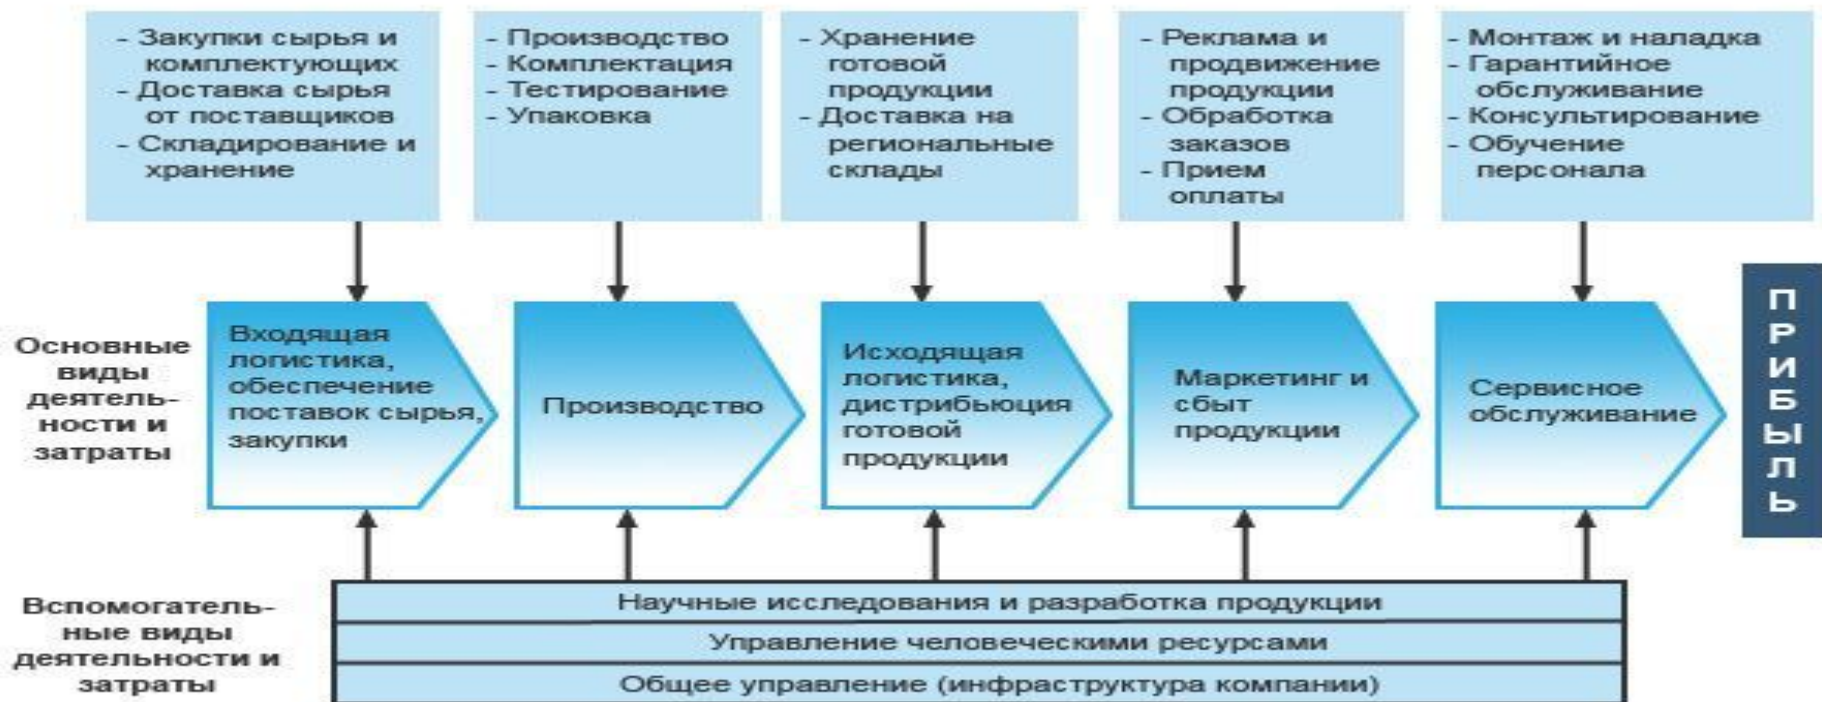 - Закупки сырья и
комплектующих
- Доставка сырья
от поставщиков
- Складирование и
хранение
- Производство
- Комплектация
- Тестирование
- Упаковка
- Хранение
готовой
продукции
- Доставка на
региональные
склады
- Реклама и
продвижение
продукции
- Обработка
заказов
- Прием
оплаты
- Монтаж и наладка
- Гарантийное
обслуживание
- Консультирование
- Обучение
персонала
Основные
виды
деятель-
ности и
затраты
Входящая
логистика,
обеспечение
поставок сырья,
закупки
Производство
Исходящая
логистика,
дистрибьюция
готовой
продукции
Маркетинг и
сбыт
продукции
Сервисное
обслуживание
П
Р
И
Б
Ы
Л
Ь
Вспомогатель-
ные виды
деятельности и
затраты
Научные исследования и разработка продукции
Управление человеческими ресурсами
Общее управление (инфраструктура компании)